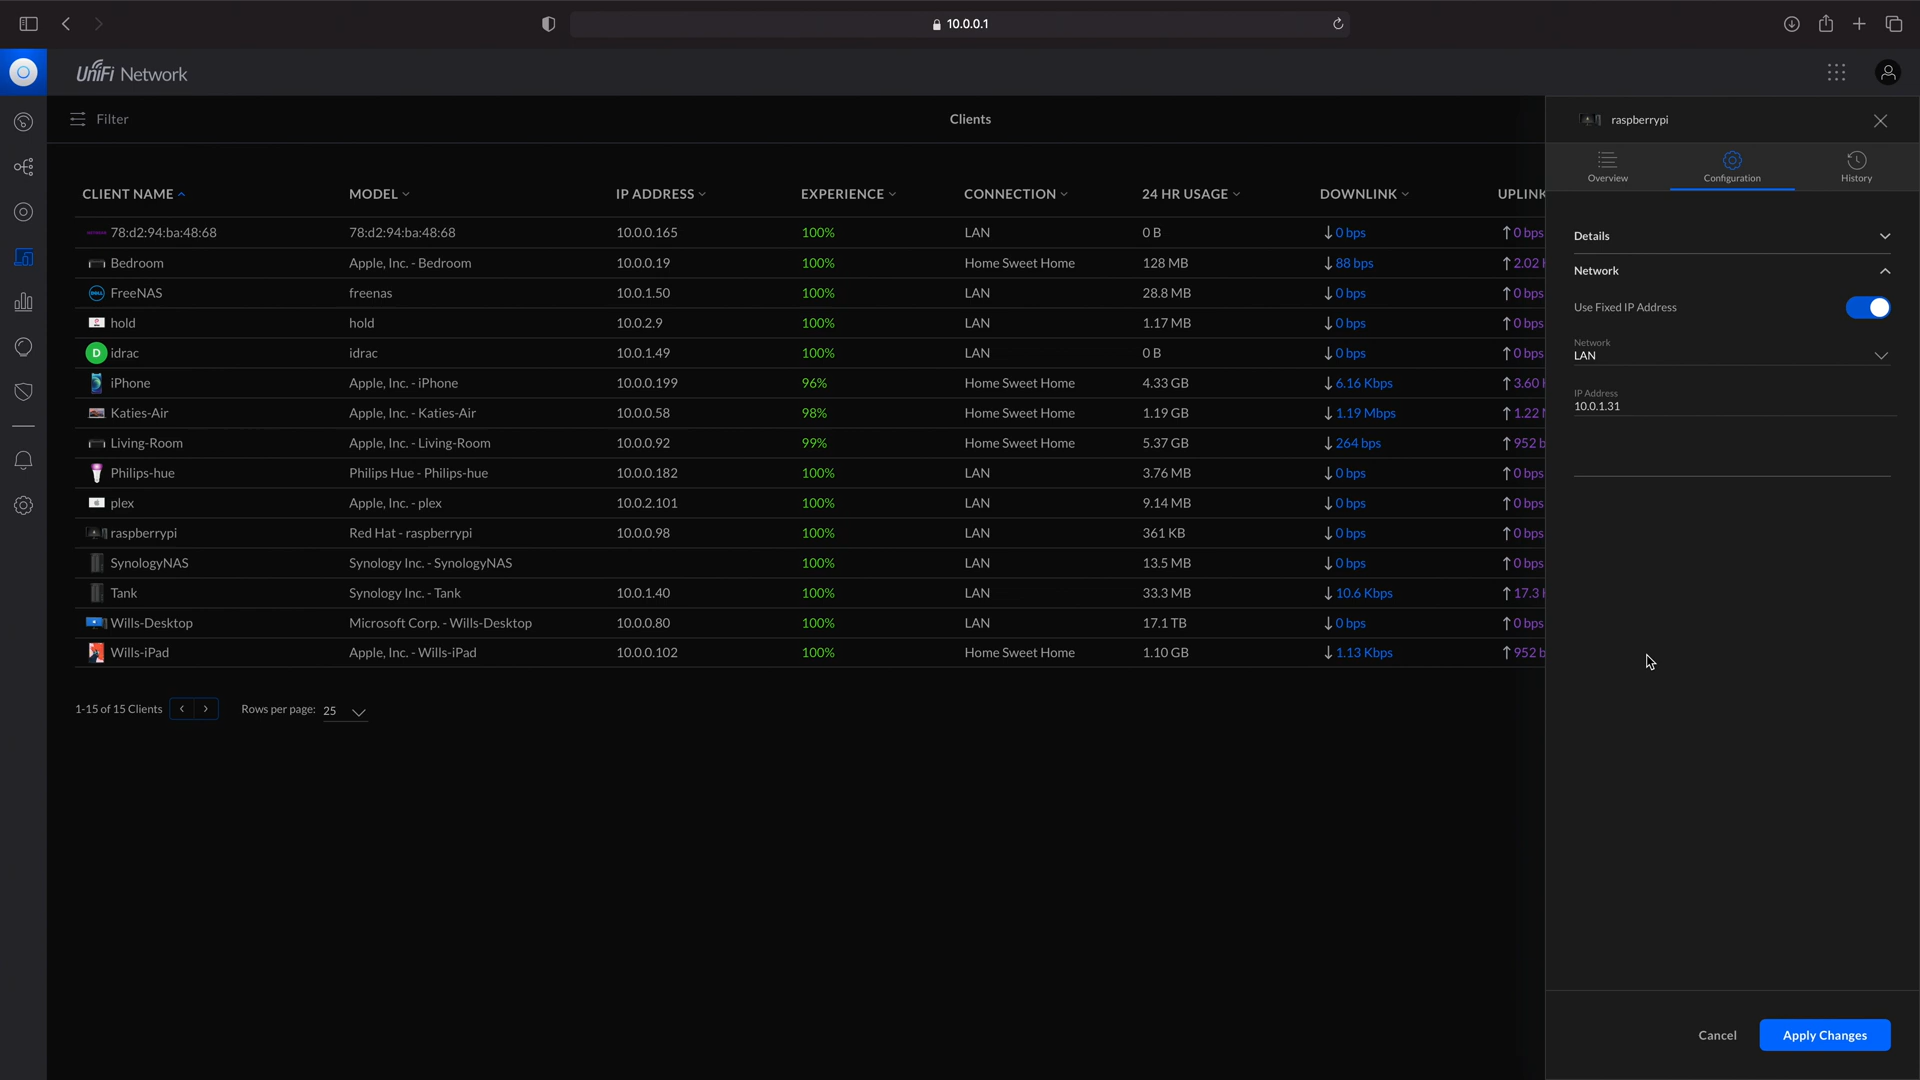 10.0.0.1
UniFi Network
Filter
Clients
CLIENT NAME MODEL IP ADDRESS EXPERIENCE CONNECTION 24 HR USAGE DOWNLINK UPLINK
78:d2:94:ba:48:68 78:d2:94:ba:48:68 10.0.0.165 100% LAN 0 B 0 bps 0 bps
Bedroom Apple, Inc. - Bedroom 10.0.0.19 100% Home Sweet Home 128 MB 88 bps 2.02
FreeNAS freenas 10.0.1.50 100% LAN 28.8 MB 0 bps 0 bps
hold hold 10.0.2.9 100% LAN 1.17 MB 0 bps 0 bps
D idrac idrac 10.0.1.49 100% LAN 0 B 0 bps 0 bps
iPhone Apple, Inc. - iPhone 10.0.0.199 96% Home Sweet Home 4.33 GB 6.16 Kbps 3.60
Katies-Air Apple, Inc. - Katies-Air 10.0.0.58 98% Home Sweet Home 1.19 GB 1.19 Mbps 1.22
Living-Room Apple, Inc. - Living-Room 10.0.0.92 99% Home Sweet Home 5.37 GB 264 bps 952 b
Philips-hue Philips Hue - Philips-hue 10.0.0.182 100% LAN 3.76 MB 0 bps 0 bps
plex Apple, Inc. - plex 10.0.2.101 100% LAN 9.14 MB 0 bps 0 bps
raspberrypi Red Hat - raspberrypi 10.0.0.98 100% LAN 361 KB 0 bps 0 bps
SynologyNAS Synology Inc. - SynologyNAS 100% LAN 13.5 MB 0 bps 0 bps
Tank Synology Inc. - Tank 10.0.1.40 100% LAN 33.3 MB 10.6 Kbps 17.3
Wills-Desktop Microsoft Corp. - Wills-Desktop 10.0.0.80 100% LAN 17.1 TB 0 bps 0 bps
Wills-iPad Apple, Inc. - Wills-iPad 10.0.0.102 100% Home Sweet Home 1.10 GB 1.13 Kbps 952 b
1-15 of 15 Clients Rows per page: 25
raspberrypi
Overview Configuration History
Details
Network
Use Fixed IP Address
Network
LAN
IP Address
10.0.1.31
Cancel Apply Changes